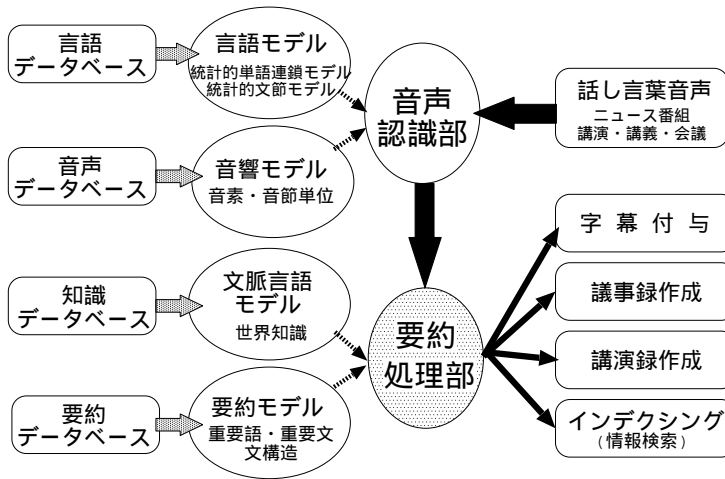 言語
データベース
言語モデル
統計的単語連鎖モデル
統計的文節モデル
音声
認識部
話し言葉音声
ニュース番組
講演・講義・会議
音声
データベース
音響モデル
音素・音節単位
字幕付与
議事録作成
講演録作成
インデクシング
(情報検索)
知識
データベース
文脈言語
モデル
世界知識
要約
処理部
要約
データベース
要約モデル
重要語・重要文
文構造